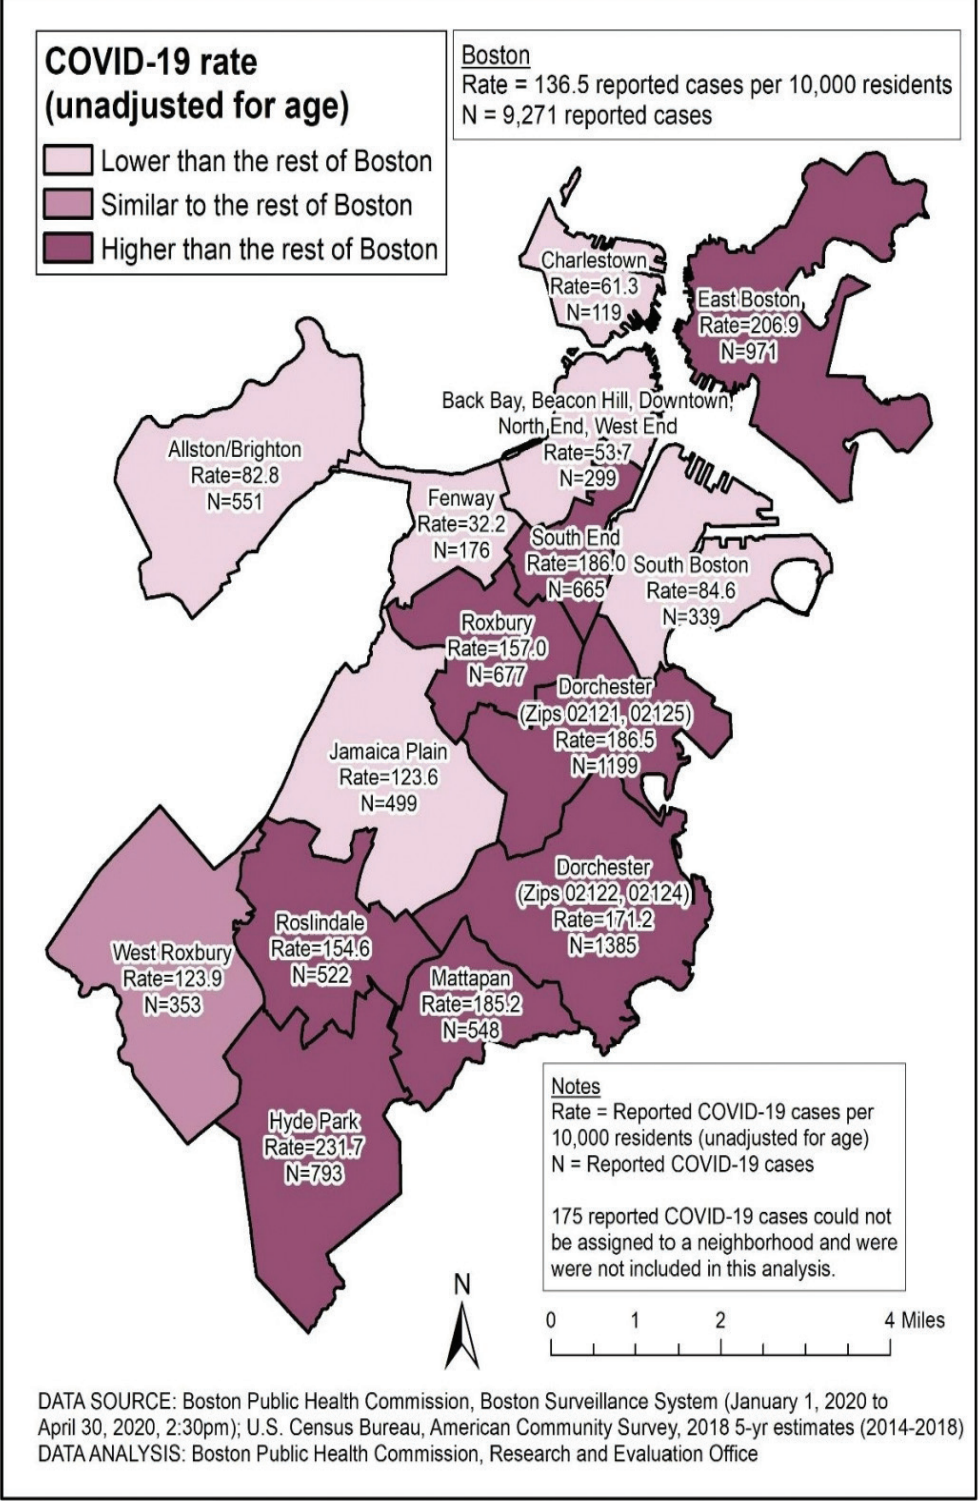 COVID-19 rate
(unadjusted for age)
Lower than the rest of Boston
Similar to the rest of Boston
Higher than the rest of Boston
Boston
Rate = 136.5 reported cases per 10,000 residents
N = 9,271 reported cases
Charlestown
Rate=61.3
N=119
East Boston
Rate=206.9
N=971
Back Bay, Beacon Hill, Downtown,
North End, West End
Rate=53.7
N=299
Allston/Brighton
Rate=82.8
N=551
Fenway
Rate=32.2
N=176
South End
Rate=186.0
N=665
South Boston
Rate=84.6
N=339
Roxbury
Rate=157.0
N=677
Dorchester
(Zips 02121, 02125)
Rate=186.5
N=1199
Jamaica Plain
Rate=123.6
N=499
Dorchester
(Zips 02122, 02124)
Rate=171.2
N=1385
Roslindale
Rate=154.6
N=522
West Roxbury
Rate=123.9
N=353
Mattapan
Rate=185.2
N=548
Hyde Park
Rate=231.7
N=793
Notes
Rate = Reported COVID-19 cases per
10,000 residents (unadjusted for age)
N = Reported COVID-19 cases
175 reported COVID-19 cases could not
be assigned to a neighborhood and were
were not included in this analysis.
N
0 1 2 4 Miles
DATA SOURCE: Boston Public Health Commission, Boston Surveillance System (January 1, 2020 to
April 30, 2020, 2:30pm); U.S. Census Bureau, American Community Survey, 2018 5-yr estimates (2014-2018)
DATA ANALYSIS: Boston Public Health Commission, Research and Evaluation Office